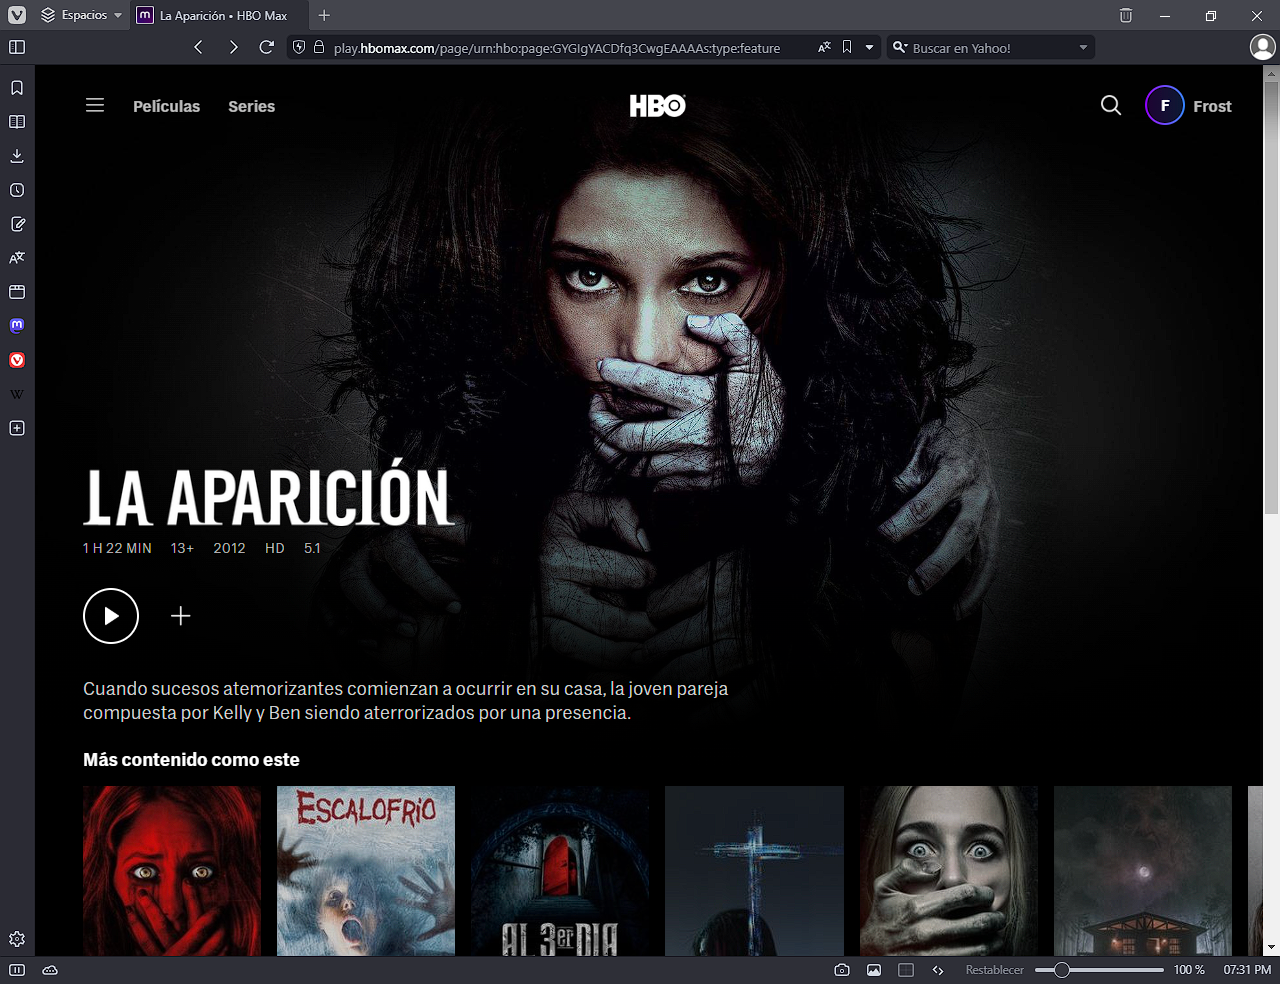 Espacios
La Aparición • HBO Max
play.hbomax.com/page/urn:hbo:page:GYGIgYACDfq3CwgEAAAAs:type:feature
Buscar en Yahoo!
Películas
Series
HBO
F
Frost
LA APARICIÓN
1 H 22 MIN 13+ 2012 HD 5.1
Cuando sucesos atemorizantes comienzan a ocurrir en su casa, la joven pareja
compuesta por Kelly y Ben siendo aterrorizados por una presencia.
Más contenido como este
ESCALOFRÍO
AL 3er DIA
Restablecer
100 %
07:31 PM